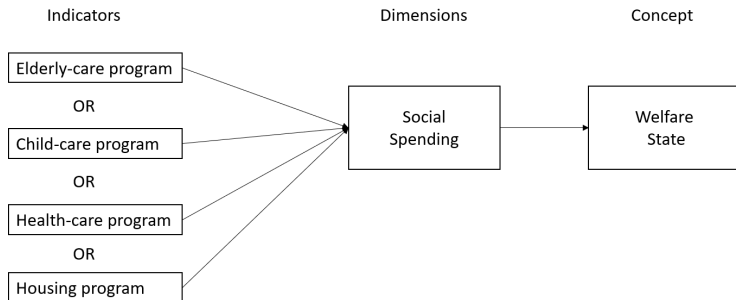 Indicators
Dimensions
Concept
Elderly-care program
OR
Child-care program
OR
Health-care program
OR
Housing program
Social
Spending
Welfare
State